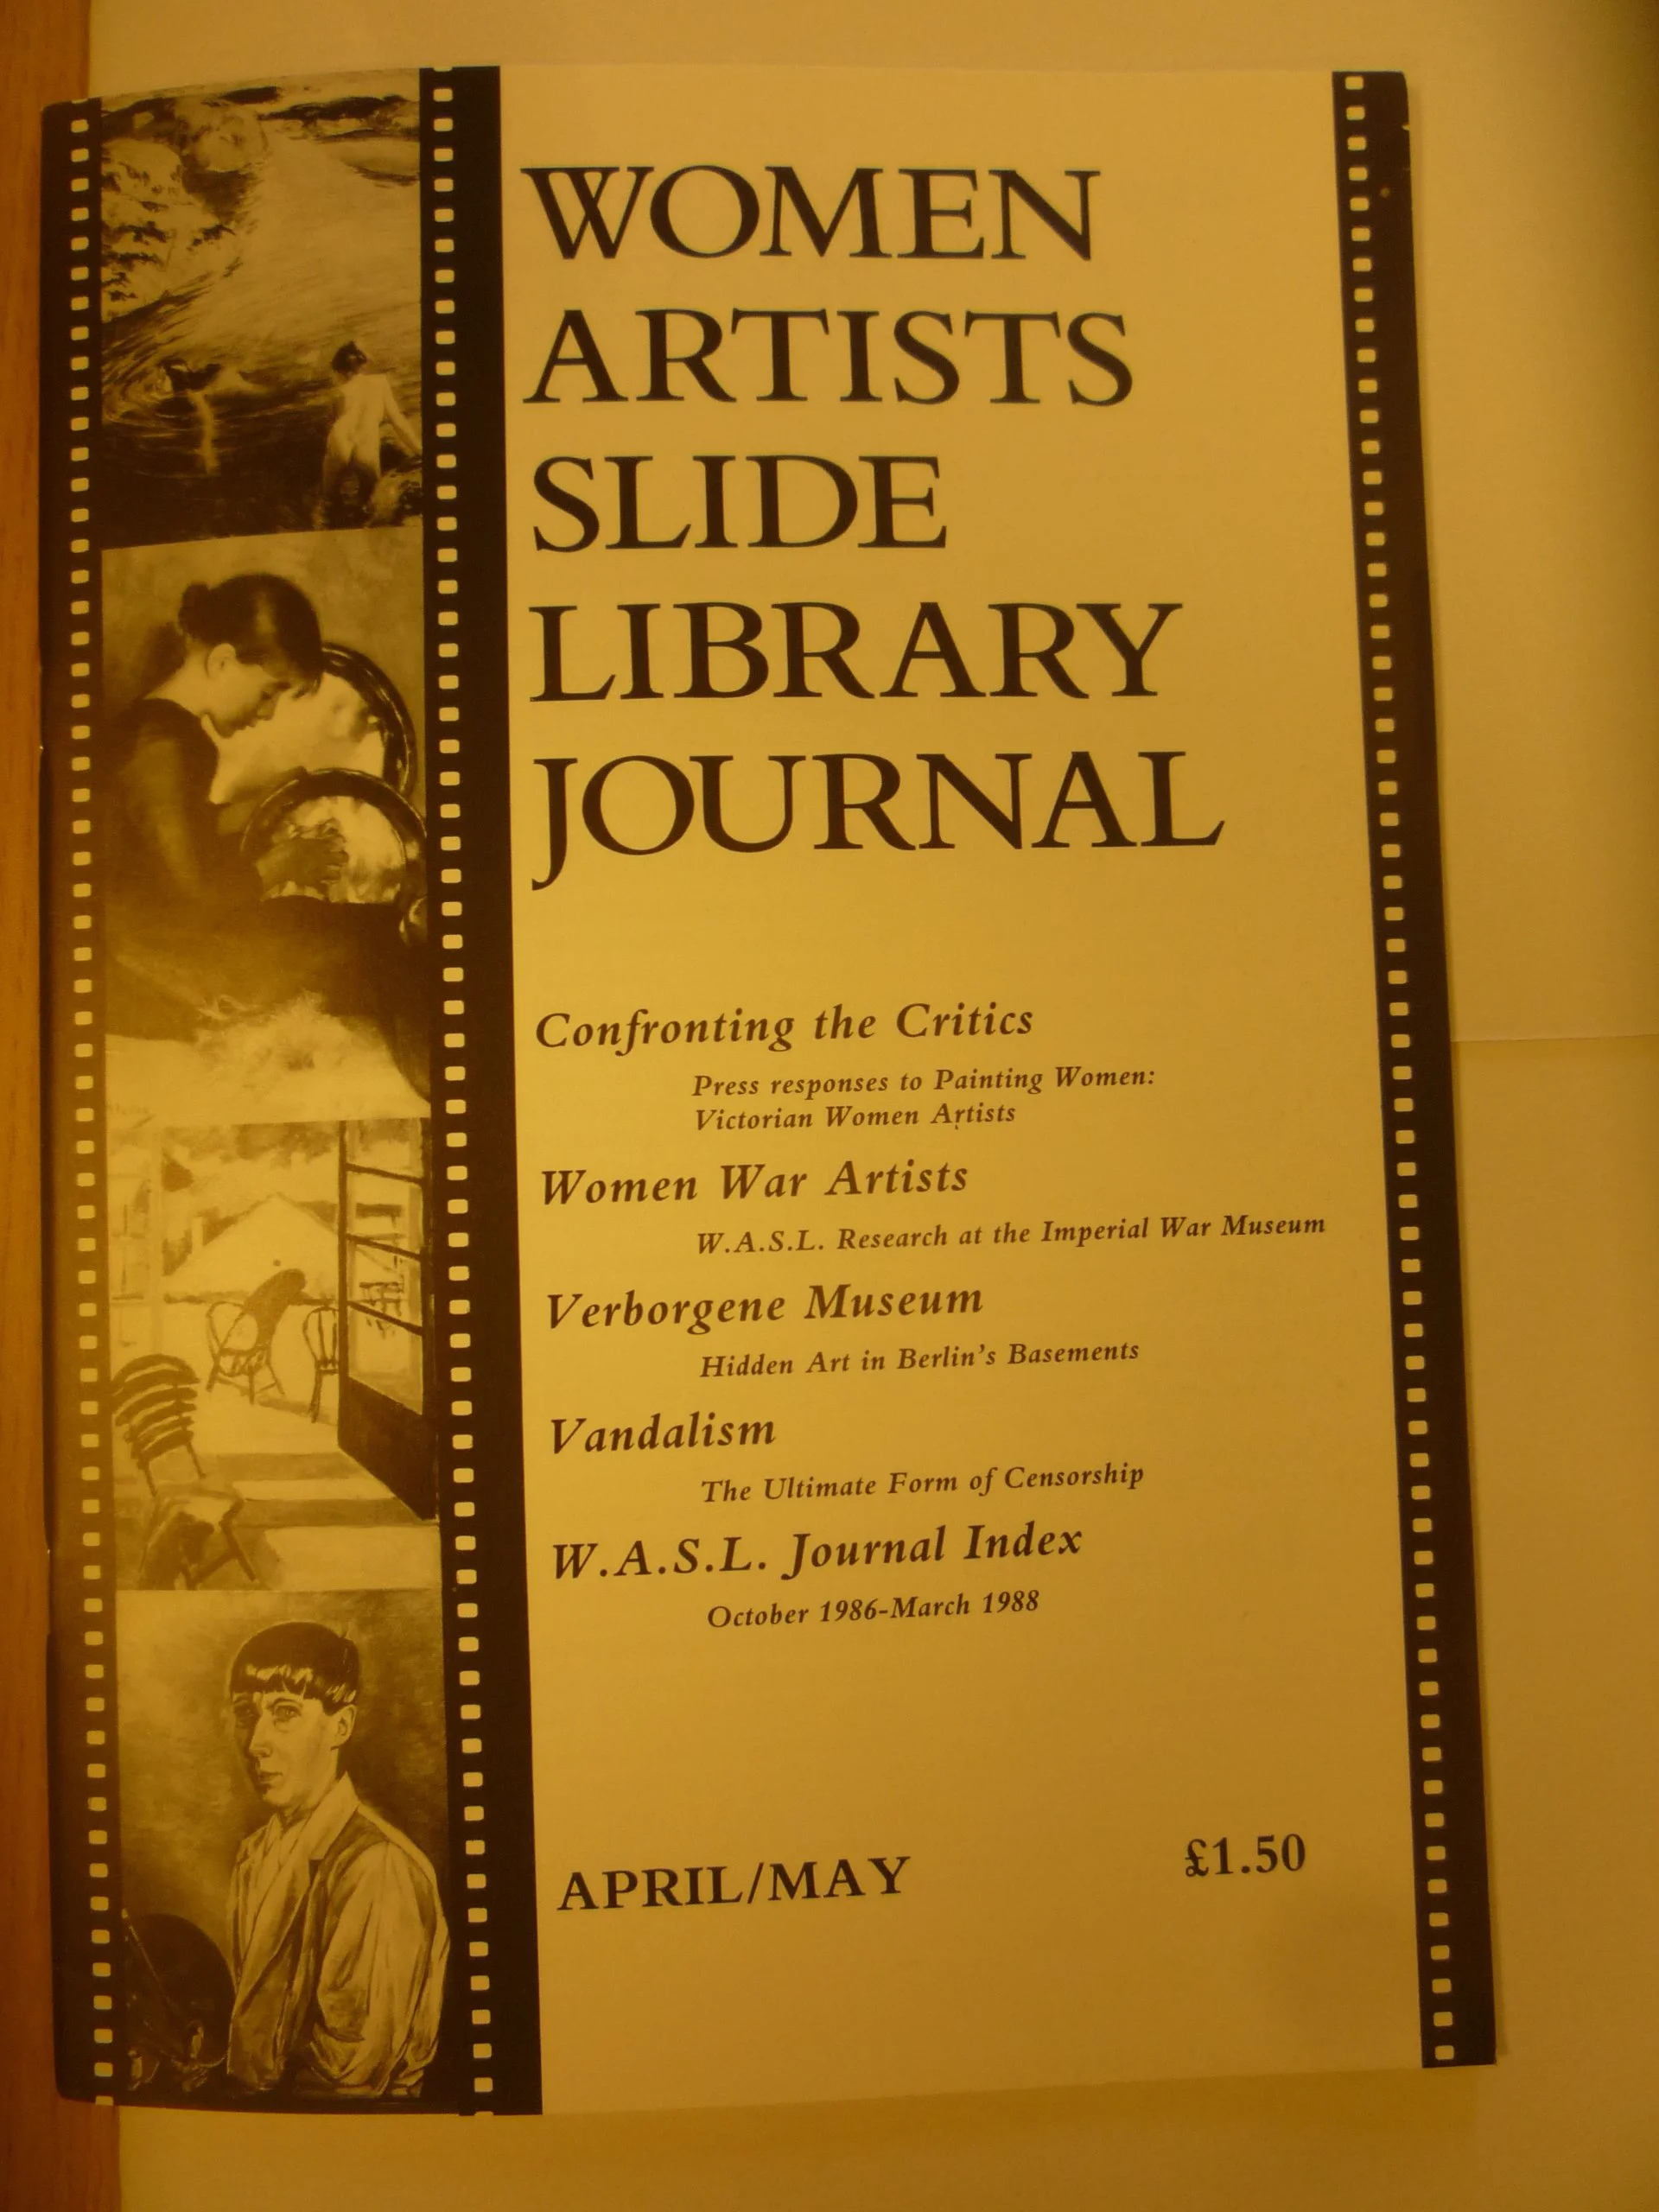 WOMEN
ARTISTS
SLIDE
LIBRARY
JOURNAL
Confronting the Critics
Press responses to Painting Women:
Victorian Women Artists
Women War Artists
W.A.S.L. Research at the Imperial War Museum
Verborgene Museum
Hidden Art in Berlin's Basements
Vandalism
The Ultimate Form of Censorship
W.A.S.L. Journal Index
October 1986-March 1988
APRIL/MAY
£1.50